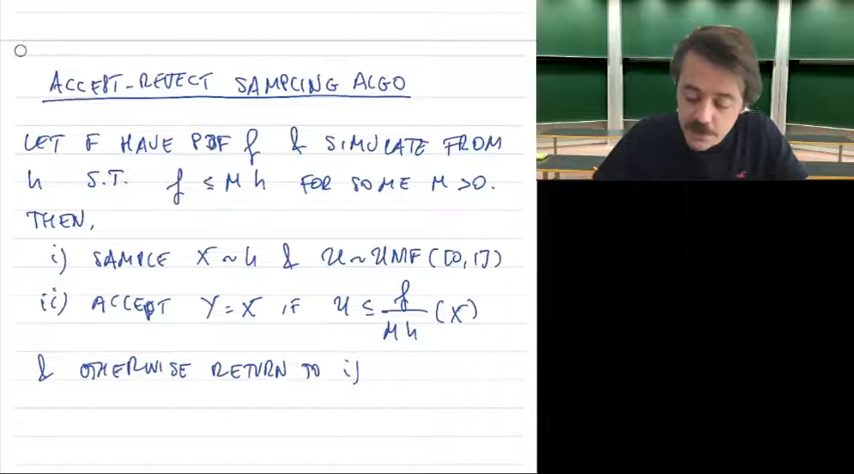 ACCEPT-REJECT SAMPLING ALGO
LET F HAVE PDF f & SIMULATE FROM
h S.T. f ≤ M h FOR SOME M > 0.
THEN,
i) SAMPLE X ~ h & U ~ UNIF([0,1])
ii) ACCEPT Y = X IF U ≤ f/Mh (X)
& OTHERWISE RETURN TO i)